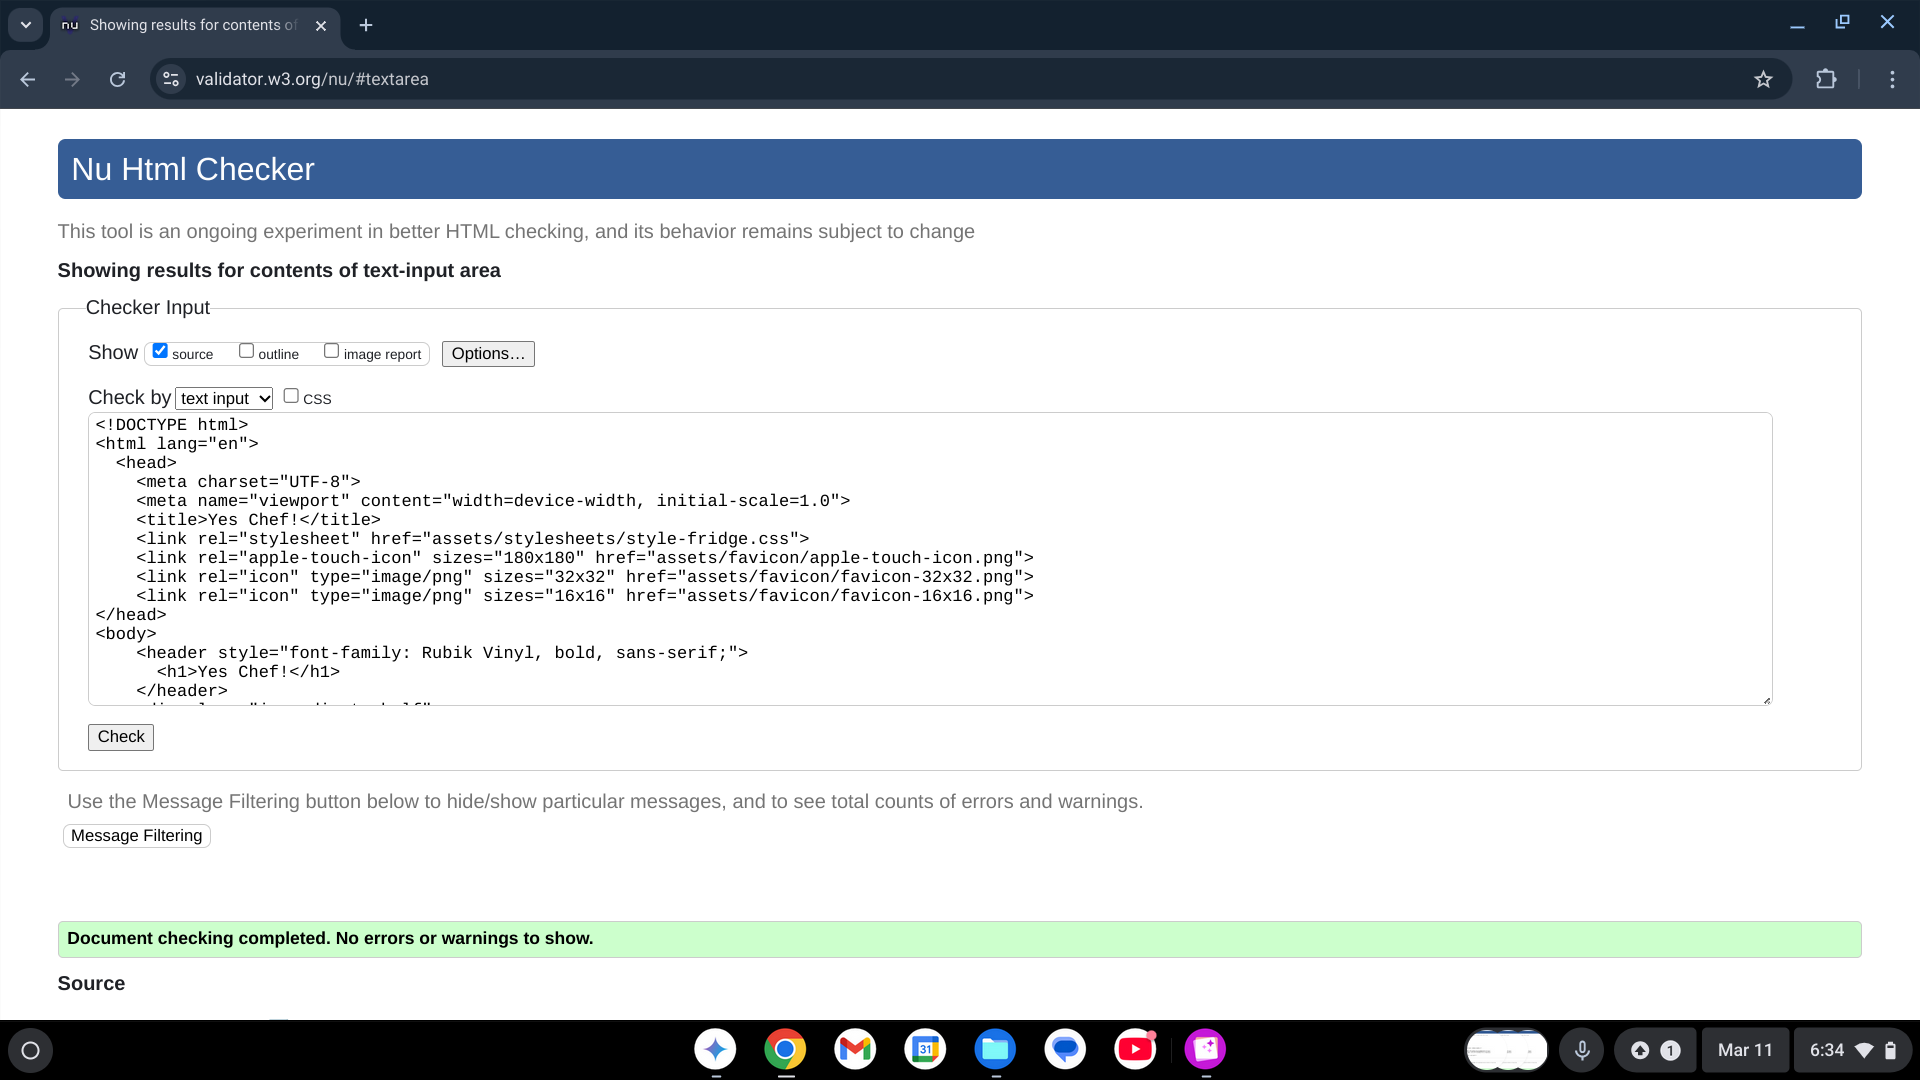 nu Showing results for contents of
validator.w3.org/nu/#textarea
Nu Html Checker
This tool is an ongoing experiment in better HTML checking, and its behavior remains subject to change
Showing results for contents of text-input area
Checker Input
Show source outline image report Options…
Check by text input CSS
<!DOCTYPE html>
<html lang="en">
  <head>
    <meta charset="UTF-8">
    <meta name="viewport" content="width=device-width, initial-scale=1.0">
    <title>Yes Chef!</title>
    <link rel="stylesheet" href="assets/stylesheets/style-fridge.css">
    <link rel="apple-touch-icon" sizes="180x180" href="assets/favicon/apple-touch-icon.png">
    <link rel="icon" type="image/png" sizes="32x32" href="assets/favicon/favicon-32x32.png">
    <link rel="icon" type="image/png" sizes="16x16" href="assets/favicon/favicon-16x16.png">
</head>
<body>
    <header style="font-family: Rubik Vinyl, bold, sans-serif;">
      <h1>Yes Chef!</h1>
    </header>
Check
Use the Message Filtering button below to hide/show particular messages, and to see total counts of errors and warnings.
Message Filtering
Document checking completed. No errors or warnings to show.
Source
31
1 Mar 11 6:34